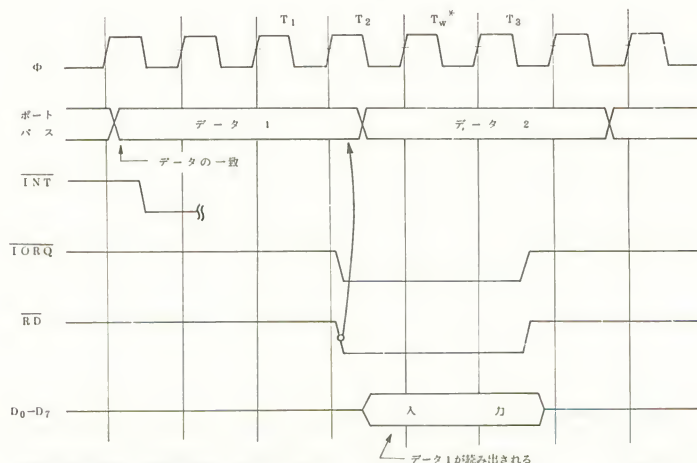 T₁ T₂ Tw* T₃
Φ
ポート
バス
データ 1 データ 2
データの一致
INT
IORQ
RD
D₀–D₇
入 力
データ1が読み出される